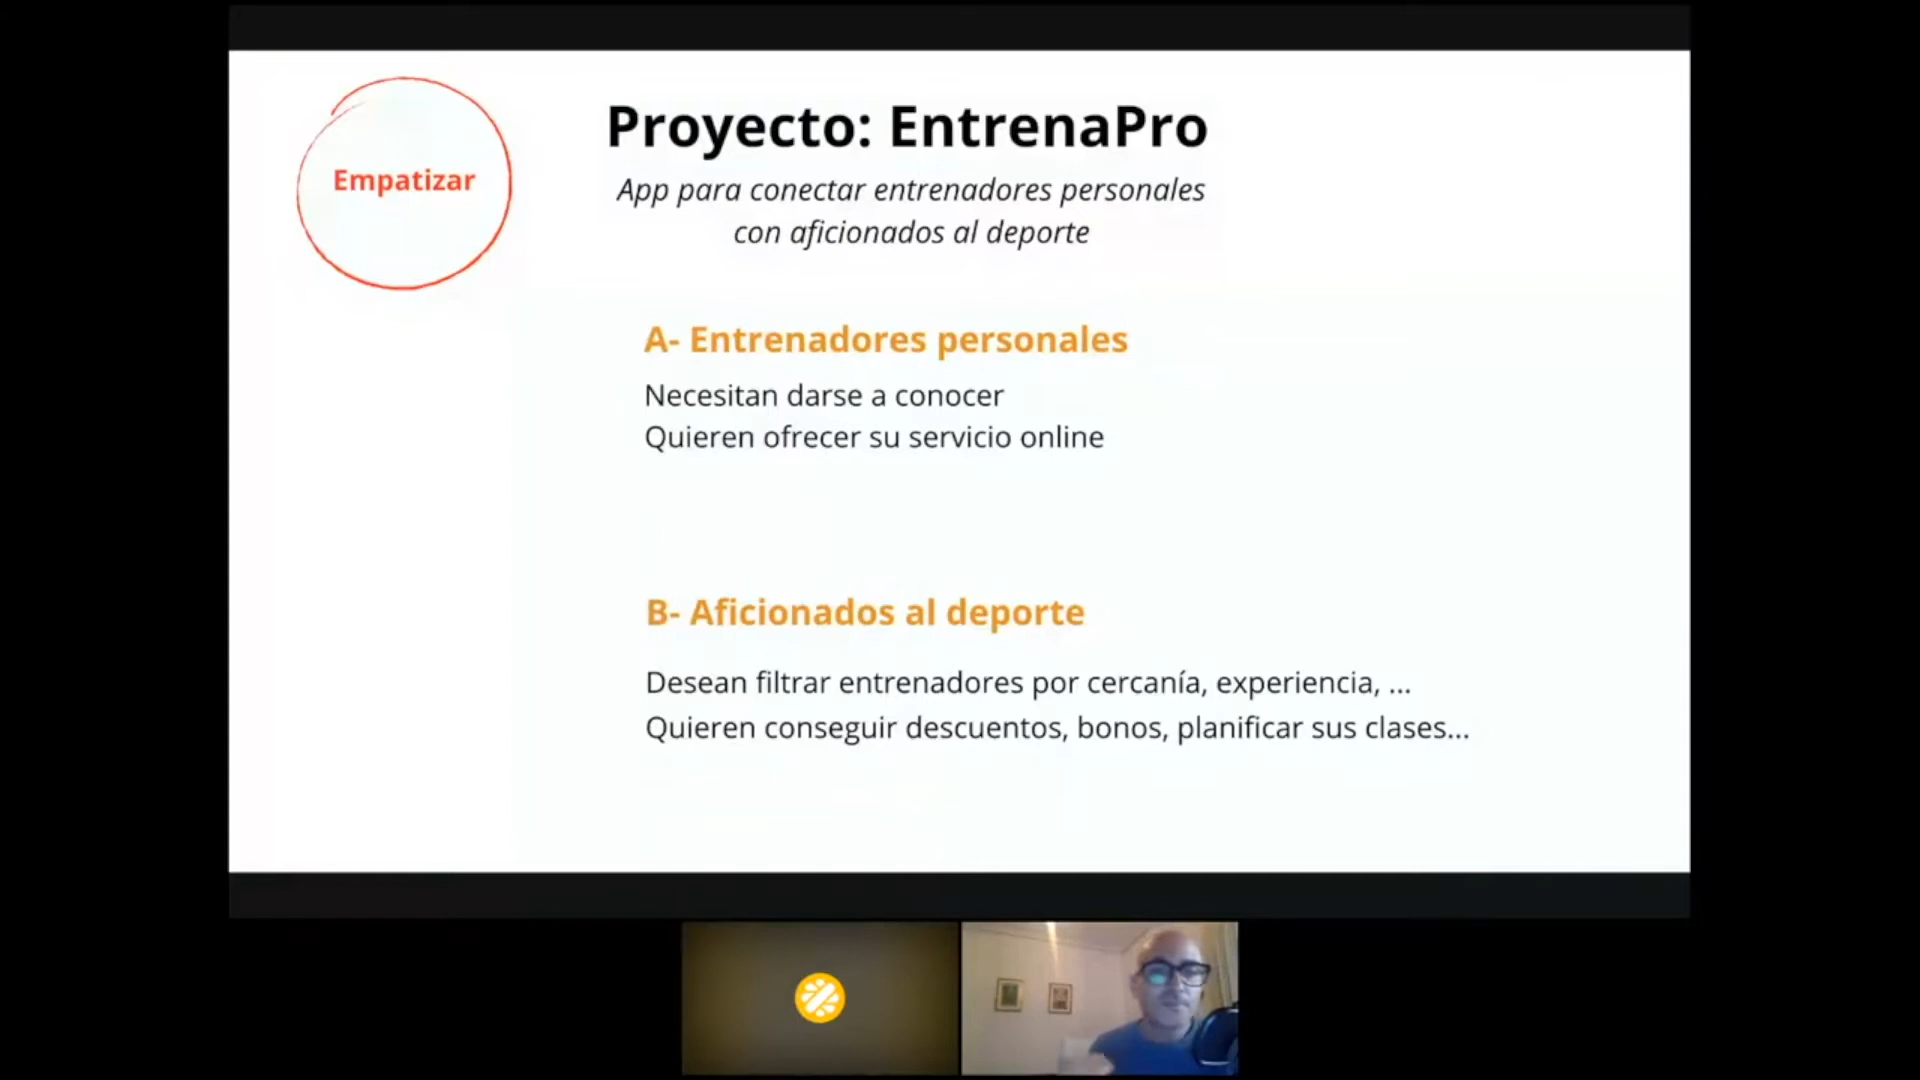 Empatizar
Proyecto: EntrenaPro
App para conectar entrenadores personales
con aficionados al deporte
A- Entrenadores personales
Necesitan darse a conocer
Quieren ofrecer su servicio online
B- Aficionados al deporte
Desean filtrar entrenadores por cercanía, experiencia, ...
Quieren conseguir descuentos, bonos, planificar sus clases...